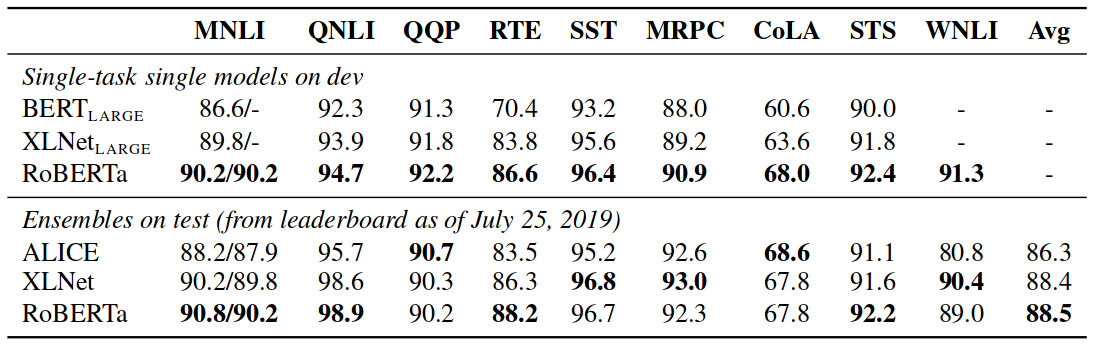 MNLI QNLI QQP RTE SST MRPC CoLA STS WNLI Avg
Single-task single models on dev
BERTLARGE 86.6/- 92.3 91.3 70.4 93.2 88.0 60.6 90.0 - -
XLNetLARGE 89.8/- 93.9 91.8 83.8 95.6 89.2 63.6 91.8 - -
RoBERTa 90.2/90.2 94.7 92.2 86.6 96.4 90.9 68.0 92.4 91.3 -
Ensembles on test (from leaderboard as of July 25, 2019)
ALICE 88.2/87.9 95.7 90.7 83.5 95.2 92.6 68.6 91.1 80.8 86.3
XLNet 90.2/89.8 98.6 90.3 86.3 96.8 93.0 67.8 91.6 90.4 88.4
RoBERTa 90.8/90.2 98.9 90.2 88.2 96.7 92.3 67.8 92.2 89.0 88.5